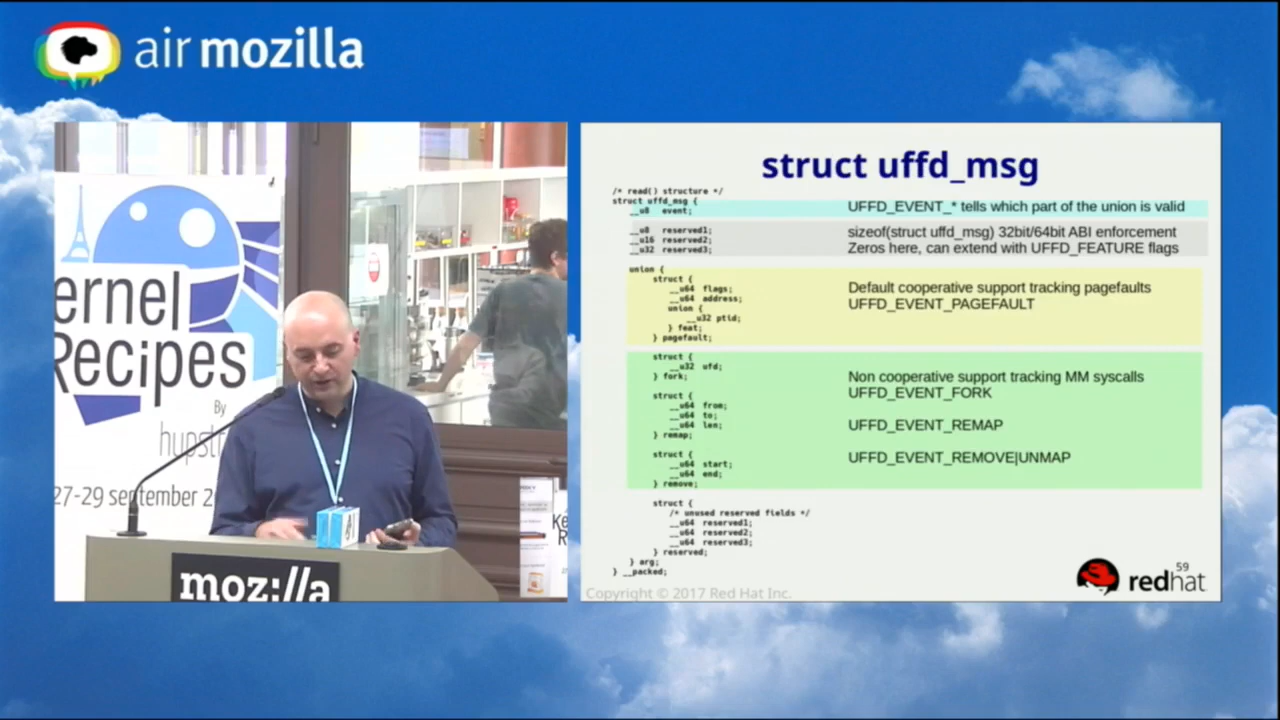 air mozilla
ernel
Recipes
By
hupst
27-29 september 2
moz://a
struct uffd_msg
/* read() structure */
struct uffd_msg {
__u8 event;
UFFD_EVENT_* tells which part of the union is valid
__u8 reserved1;
__u16 reserved2;
__u32 reserved3;
sizeof(struct uffd_msg) 32bit/64bit ABI enforcement
Zeros here, can extend with UFFD_FEATURE flags
union {
struct {
__u64 flags;
__u64 address;
union {
__u32 ptid;
} feat;
} pagefault;
Default cooperative support tracking pagefaults
UFFD_EVENT_PAGEFAULT
struct {
__u32 ufd;
} fork;
struct {
__u64 from;
__u64 to;
__u64 len;
} remap;
struct {
__u64 start;
__u64 end;
} remove;
Non cooperative support tracking MM syscalls
UFFD_EVENT_FORK
UFFD_EVENT_REMAP
UFFD_EVENT_REMOVE|UNMAP
struct {
/* unused reserved fields */
__u64 reserved1;
__u64 reserved2;
__u64 reserved3;
} reserved;
} arg;
} __packed;
59
redhat
Copyright © 2017 Red Hat Inc.